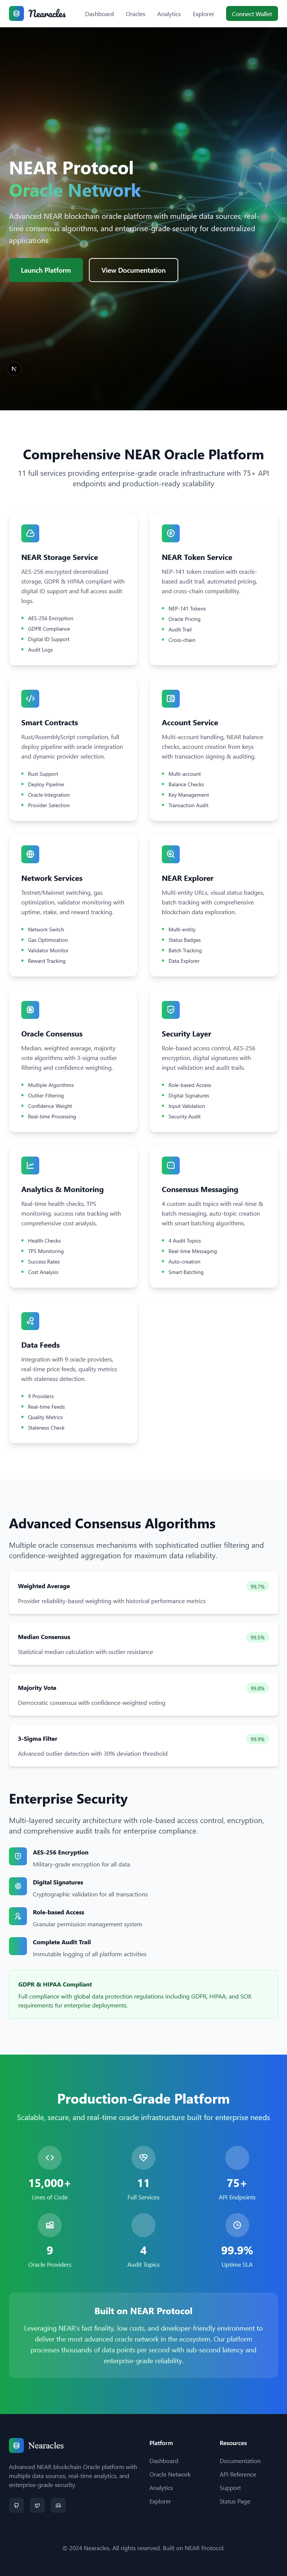 Nearacles
Dashboard
Oracles
Analytics
Explorer
Connect Wallet
NEAR Protocol
Oracle Network
Advanced NEAR blockchain oracle platform with multiple data sources, real-
time consensus algorithms, and enterprise-grade security for decentralized
applications.
Launch Platform
View Documentation
N
Comprehensive NEAR Oracle Platform
11 full services providing enterprise-grade oracle infrastructure with 75+ API
endpoints and production-ready scalability
NEAR Storage Service
AES-256 encrypted decentralized
storage, GDPR & HIPAA compliant with
digital ID support and full access audit
logs.
AES-256 Encryption
GDPR Compliance
Digital ID Support
Audit Logs
NEAR Token Service
NEP-141 token creation with oracle-
based audit trail, automated pricing,
and cross-chain compatibility.
NEP-141 Tokens
Oracle Pricing
Audit Trail
Cross-chain
Smart Contracts
Rust/AssemblyScript compilation, full
deploy pipeline with oracle integration
and dynamic provider selection.
Rust Support
Deploy Pipeline
Oracle Integration
Provider Selection
Account Service
Multi-account handling, NEAR balance
checks, account creation from keys
with transaction signing & auditing.
Multi-account
Balance Checks
Key Management
Transaction Audit
Network Services
Testnet/Mainnet switching, gas
optimization, validator monitoring with
uptime, stake, and reward tracking.
Network Switch
Gas Optimization
Validator Monitor
Reward Tracking
NEAR Explorer
Multi-entity URLs, visual status badges,
batch tracking with comprehensive
blockchain data exploration.
Multi-entity
Status Badges
Batch Tracking
Data Explorer
Oracle Consensus
Median, weighted average, majority
vote algorithms with 3-sigma outlier
filtering and confidence weighting.
Multiple Algorithms
Outlier Filtering
Confidence Weight
Real-time Processing
Security Layer
Role-based access control, AES-256
encryption, digital signatures with
input validation and audit trails.
Role-based Access
Digital Signatures
Input Validation
Security Audit
Analytics & Monitoring
Real-time health checks, TPS
monitoring, success rate tracking with
comprehensive cost analysis.
Health Checks
TPS Monitoring
Success Rates
Cost Analysis
Consensus Messaging
4 custom audit topics with real-time &
batch messaging, auto-topic creation
with smart batching algorithms.
4 Audit Topics
Real-time Messaging
Auto-creation
Smart Batching
Data Feeds
Integration with 9 oracle providers,
real-time price feeds, quality metrics
with staleness detection.
9 Providers
Real-time Feeds
Quality Metrics
Staleness Check
Advanced Consensus Algorithms
Multiple oracle consensus mechanisms with sophisticated outlier filtering and
confidence-weighted aggregation for maximum data reliability.
Weighted Average
99.7%
Provider reliability-based weighting with historical performance metrics
Median Consensus
99.5%
Statistical median calculation with outlier resistance
Majority Vote
99.8%
Democratic consensus with confidence-weighted voting
3-Sigma Filter
99.9%
Advanced outlier detection with 30% deviation threshold
Enterprise Security
Multi-layered security architecture with role-based access control, encryption,
and comprehensive audit trails for enterprise compliance.
AES-256 Encryption
Military-grade encryption for all data
Digital Signatures
Cryptographic validation for all transactions
Role-based Access
Granular permission management system
Complete Audit Trail
Immutable logging of all platform activities
GDPR & HIPAA Compliant
Full compliance with global data protection regulations including GDPR, HIPAA, and SOX
requirements for enterprise deployments.
Production-Grade Platform
Scalable, secure, and real-time oracle infrastructure built for enterprise needs
15,000+
Lines of Code
11
Full Services
75+
API Endpoints
9
Oracle Providers
4
Audit Topics
99.9%
Uptime SLA
Built on NEAR Protocol
Leveraging NEAR's fast finality, low costs, and developer-friendly environment to
deliver the most advanced oracle network in the ecosystem. Our platform
processes thousands of data points per second with sub-second latency and
enterprise-grade reliability.
Nearacles
Advanced NEAR blockchain Oracle platform with
multiple data sources, real-time analytics, and
enterprise-grade security.
Platform
Dashboard
Oracle Network
Analytics
Explorer
Resources
Documentation
API Reference
Support
Status Page
© 2024 Nearacles. All rights reserved. Built on NEAR Protocol.